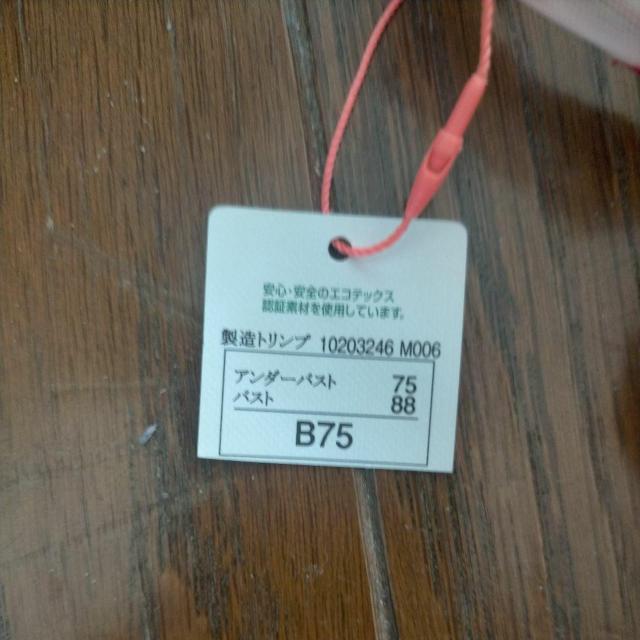 安心・安全のエコテックス
認証素材を使用しています。
製造トリンプ 10203246 M006
アンダーバスト 75
バスト 88
B75